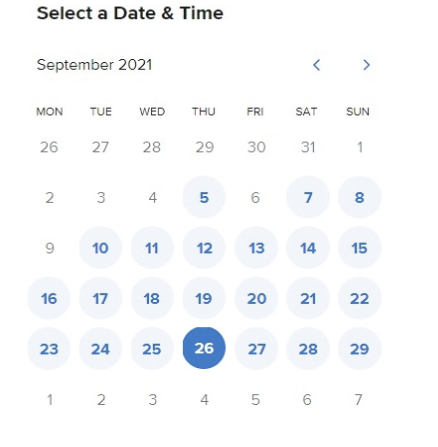 Select a Date & Time
September 2021
MON TUE WED THU FRI SAT SUN
26 27 28 29 30 31 1
2 3 4 5 6 7 8
9 10 11 12 13 14 15
16 17 18 19 20 21 22
23 24 25 26 27 28 29
1 2 3 4 5 6 7